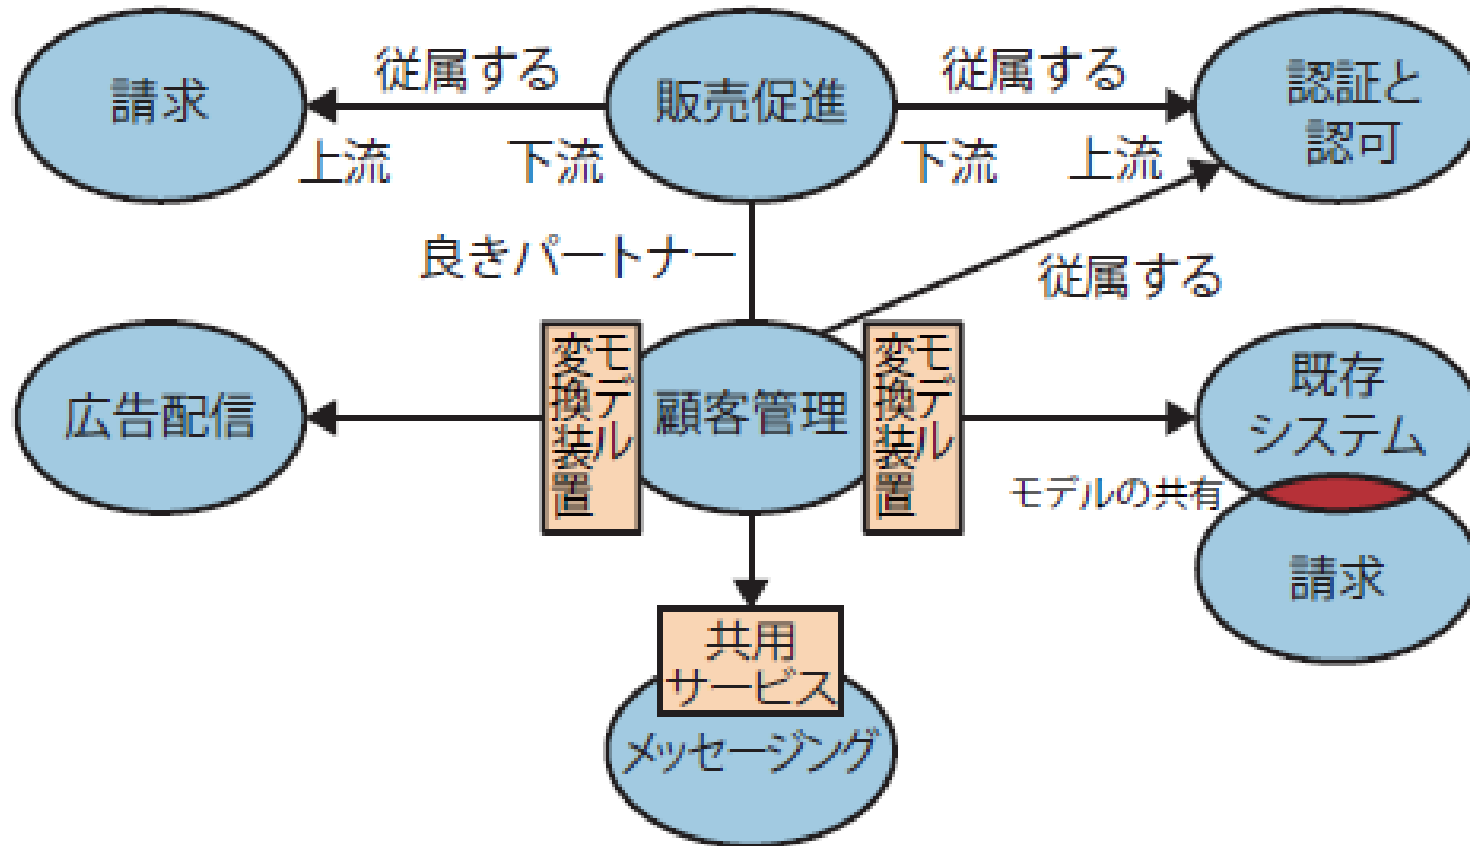 請求
従属する
販売促進
従属する
認証と
認可
上流
下流
下流
上流
良きパートナー
従属する
広告配信
モデル
変換装置
顧客管理
モデル
変換装置
既存
システム
モデルの共有
請求
共用
サービス
メッセージング